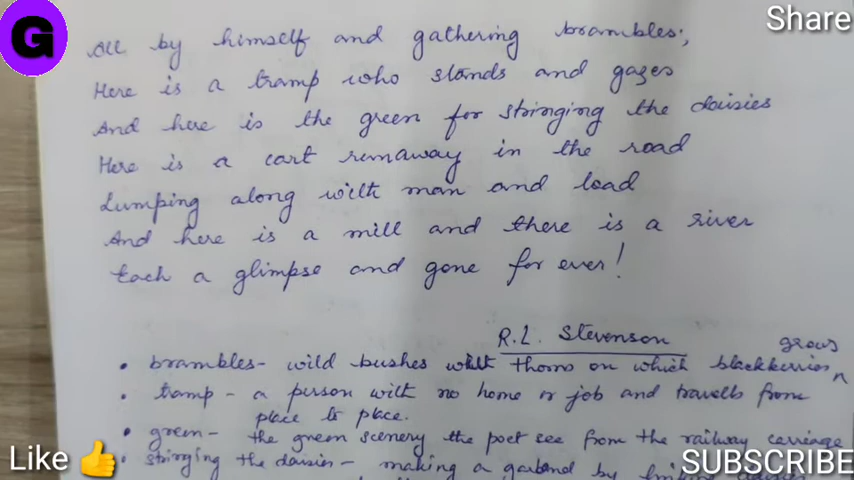 G
Share
All by himself and gathering brambles;
Here is a tramp who stands and gazes
And here is the green for stringing the daisies
Here is a cart runaway in the road
Lumping along with man and load
And here is a mill and there is a river
Each a glimpse and gone for ever!
R.L. Stevenson
• brambles- wild bushes with thorns on which blackberries grows
• tramp - a person with no home or job and travells from
place to place.
• green- the green scenery the poet see from the railway carriage
• stringing the daisies - making a garland by linking daisies
Like
SUBSCRIBE